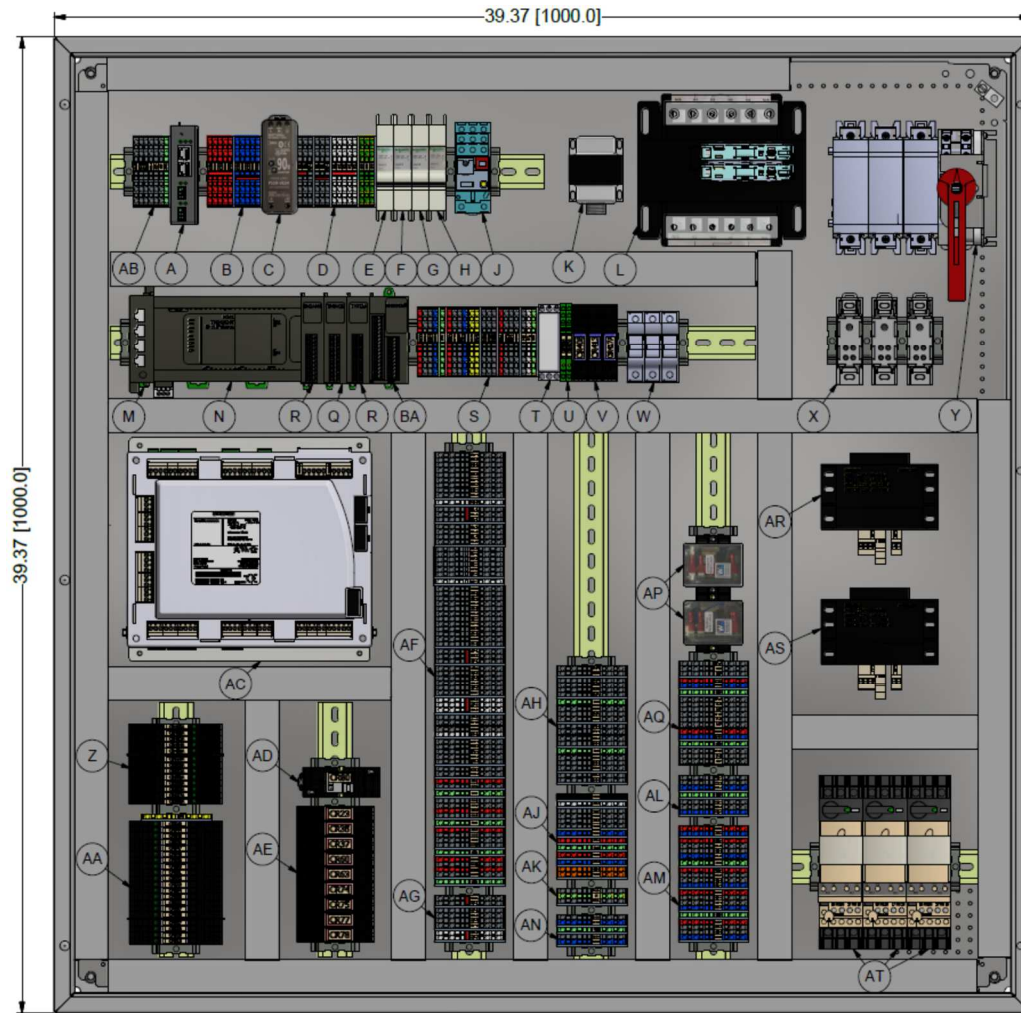 39.37 [1000.0]
39.37 [1000.0]
AB A B C D E F G H J K L
M N R Q R BA S T U V W X Y
AR
AP
AF
AS
AC
AH
AQ
Z
AD
AL
AJ
AA
AE
AK
AM
AG
AN
AT